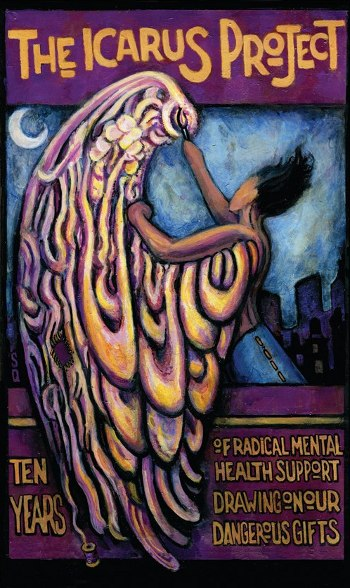 THE ICARUS PROJECT
TEN
YEARS
OF RADICAL MENTAL
HEALTH SUPPORT
DRAWING ON OUR
DANGEROUS GIFTS